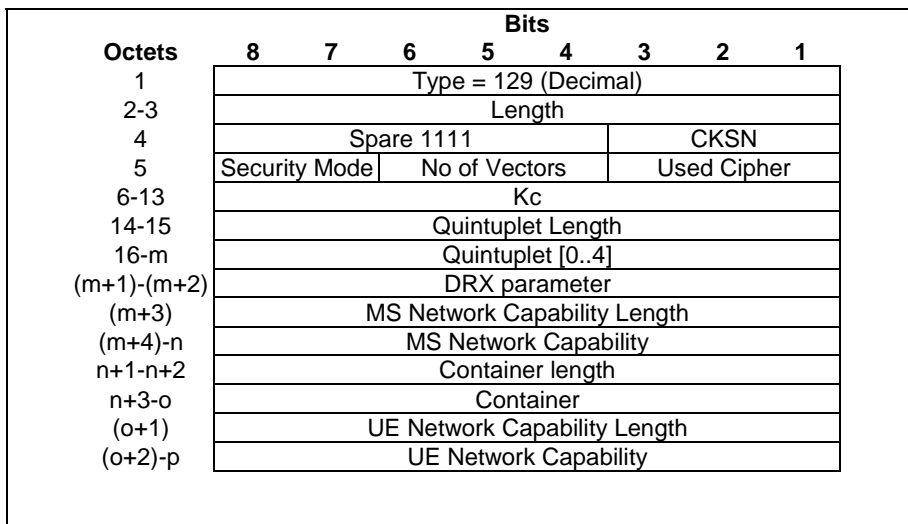 Bits
Octets 8 7 6 5 4 3 2 1
1 Type = 129 (Decimal)
2-3 Length
4 Spare 1111 CKSN
5 Security Mode No of Vectors Used Cipher
6-13 Kc
14-15 Quintuplet Length
16-m Quintuplet [0..4]
(m+1)-(m+2) DRX parameter
(m+3) MS Network Capability Length
(m+4)-n MS Network Capability
n+1-n+2 Container length
n+3-o Container
(o+1) UE Network Capability Length
(o+2)-p UE Network Capability